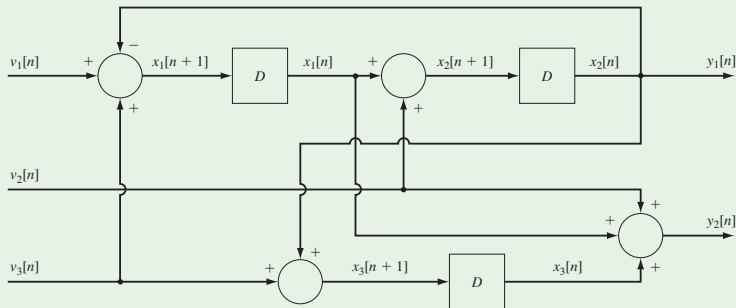 −
v1[n] + x1[n + 1] D x1[n] + x2[n + 1] D x2[n] y1[n]
+ +
v2[n]
+
+ y2[n]
v3[n] + + x3[n + 1] D x3[n] +